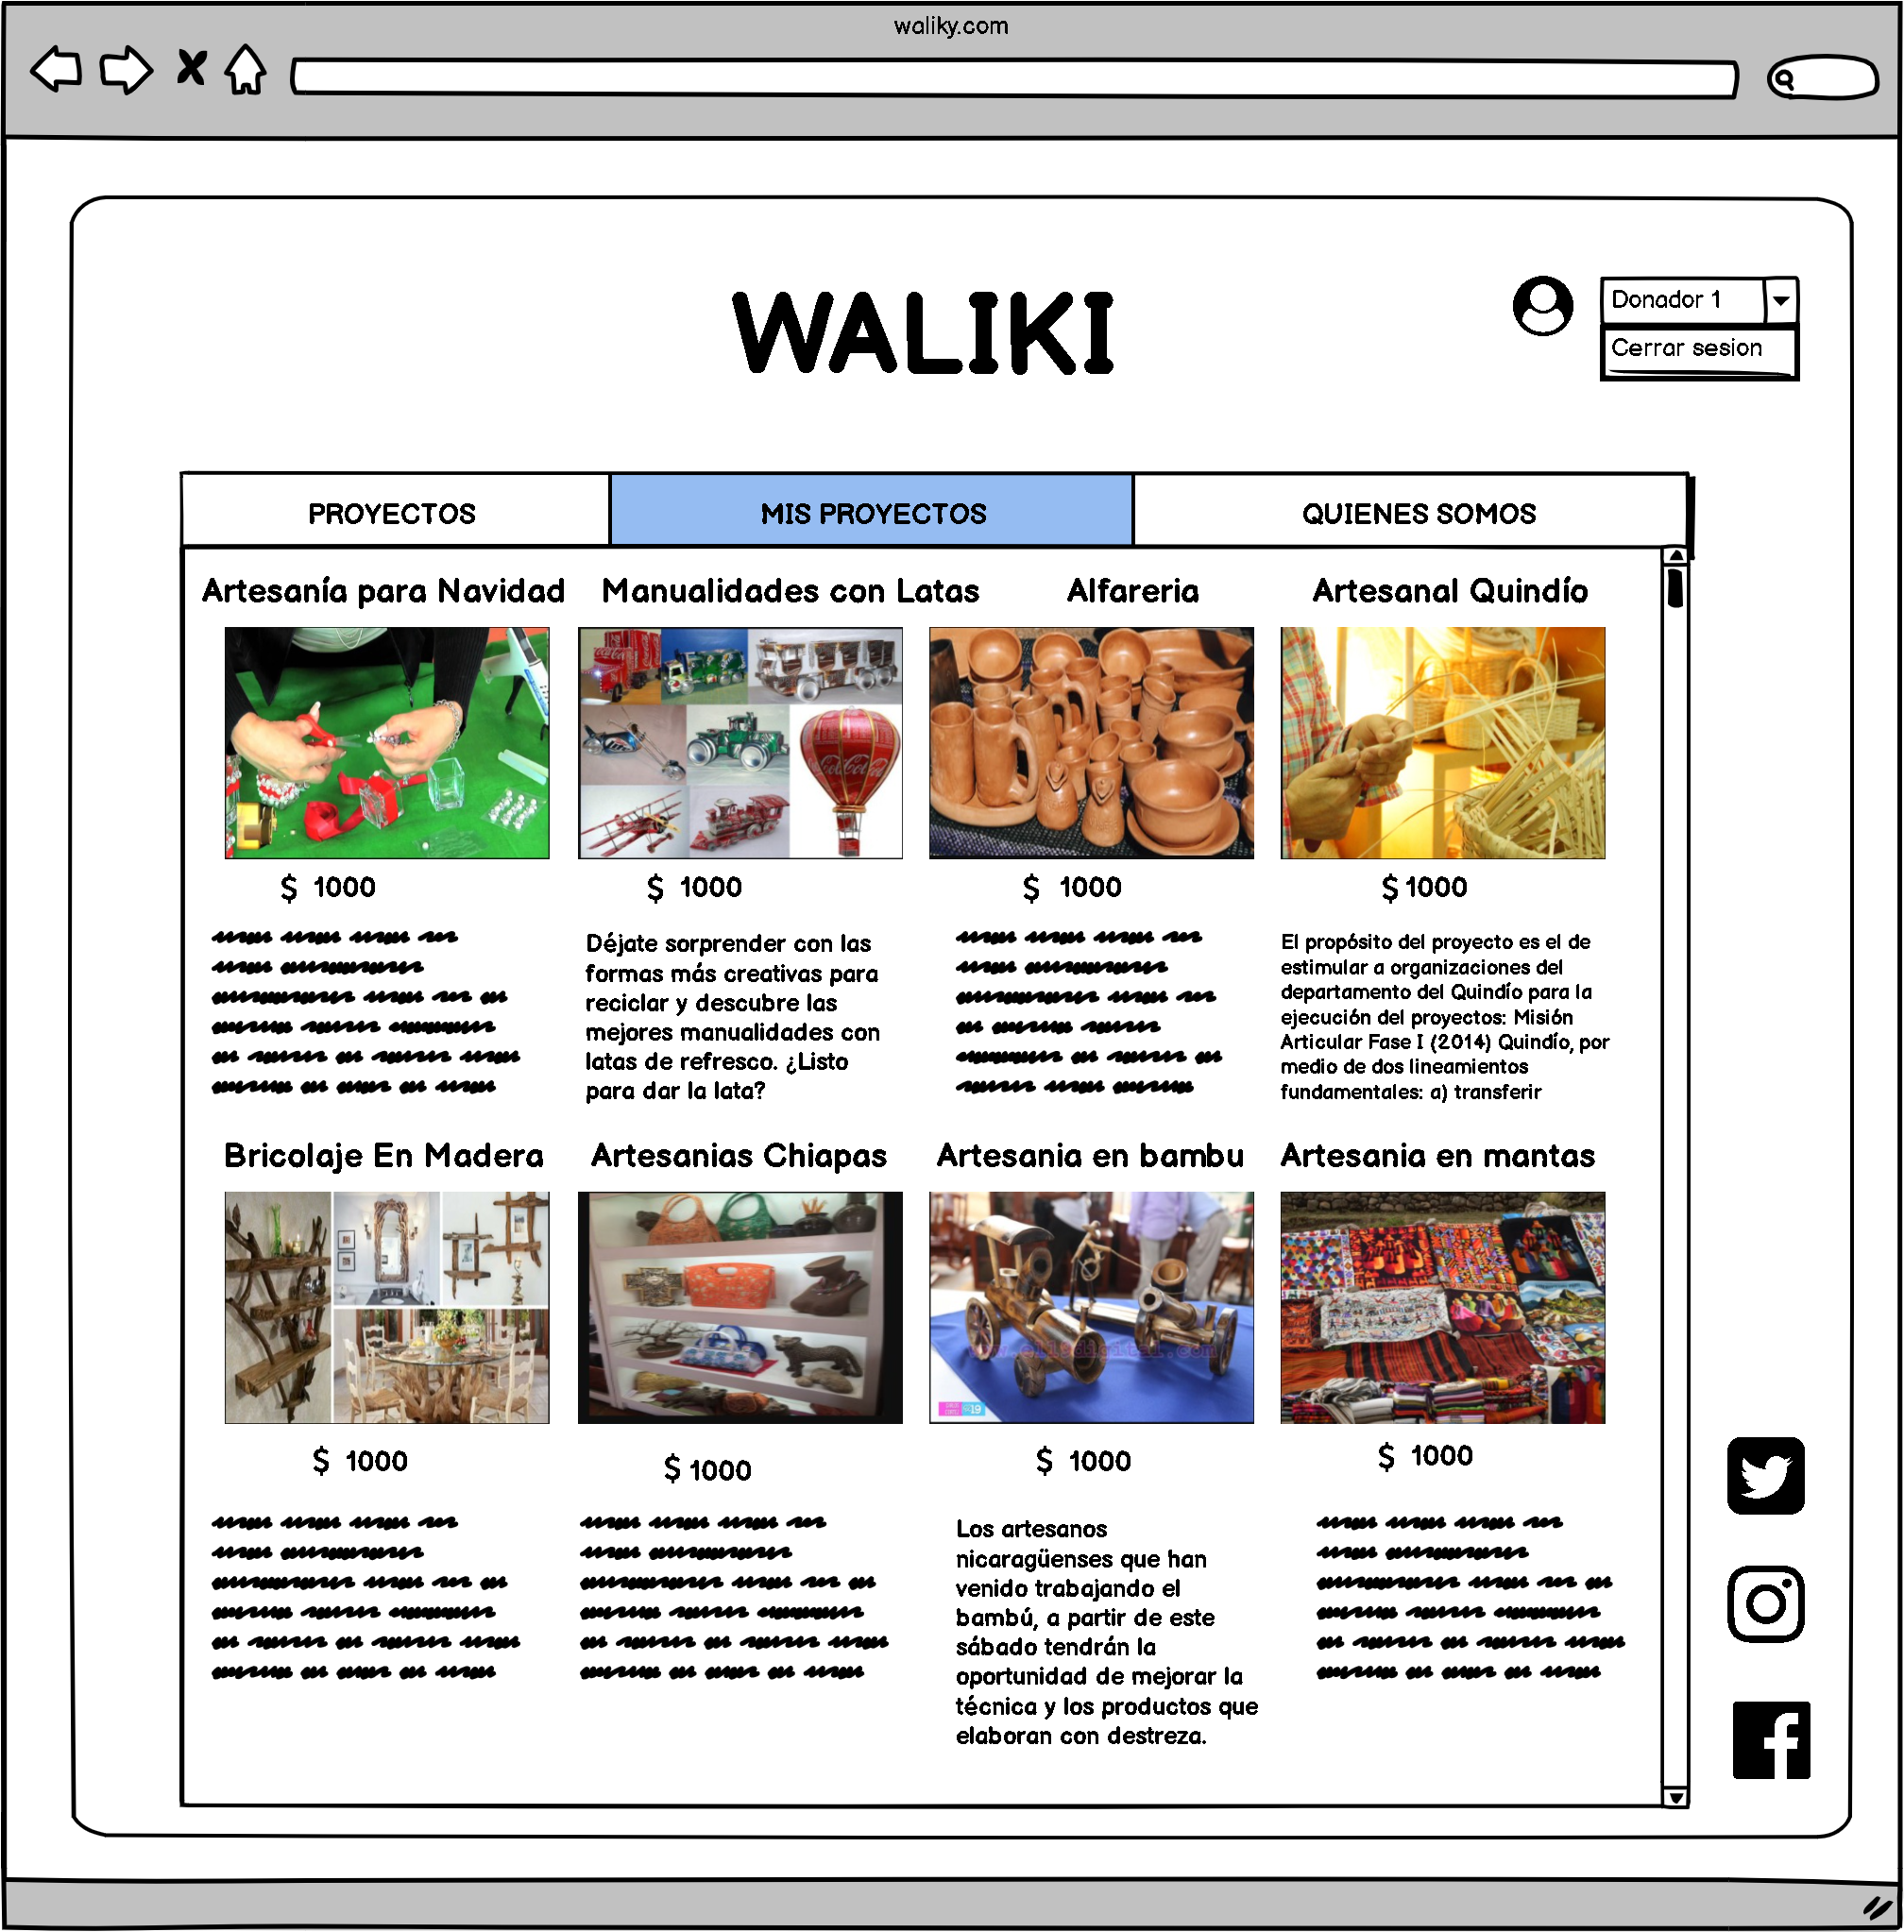 waliky.com
WALIKI
Donador 1
Cerrar sesion
PROYECTOS
MIS PROYECTOS
QUIENES SOMOS
Artesanía para Navidad
Manualidades con Latas
Alfareria
Artesanal Quindío
Coca-Cola
$ 1000
$ 1000
$ 1000
$ 1000
Déjate sorprender con las
formas más creativas para
reciclar y descubre las
mejores manualidades con
latas de refresco. ¿Listo
para dar la lata?
El propósito del proyecto es el de
estimular a organizaciones del
departamento del Quindío para la
ejecución del proyectos: Misión
Articular Fase I (2014) Quindío, por
medio de dos lineamientos
fundamentales: a) transferir
Bricolaje En Madera
Artesanias Chiapas
Artesania en bambu
Artesania en mantas
19
$ 1000
$ 1000
$ 1000
$ 1000
Los artesanos
nicaragüenses que han
venido trabajando el
bambú, a partir de este
sábado tendrán la
oportunidad de mejorar la
técnica y los productos que
elaboran con destreza.